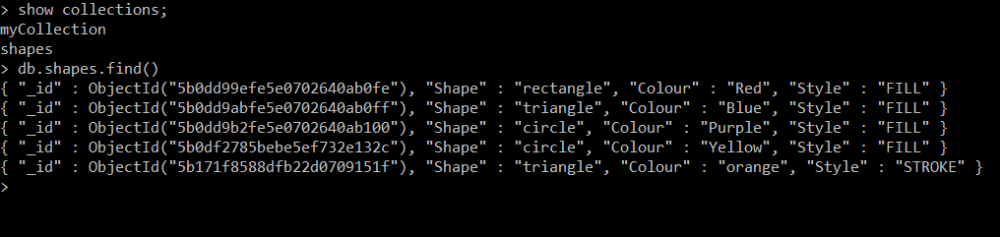 > show collections;
myCollection
shapes
> db.shapes.find()
{ "_id" : ObjectId("5b0dd99efe5e0702640ab0fe"), "Shape" : "rectangle", "Colour" : "Red", "Style" : "FILL" }
{ "_id" : ObjectId("5b0dd9abfe5e0702640ab0ff"), "Shape" : "triangle", "Colour" : "Blue", "Style" : "FILL" }
{ "_id" : ObjectId("5b0dd9b2fe5e0702640ab100"), "Shape" : "circle", "Colour" : "Purple", "Style" : "FILL" }
{ "_id" : ObjectId("5b0df2785bebe5ef732e132c"), "Shape" : "circle", "Colour" : "Yellow", "Style" : "FILL" }
{ "_id" : ObjectId("5b171f8588dfb22d0709151f"), "Shape" : "triangle", "Colour" : "orange", "Style" : "STROKE" }
>